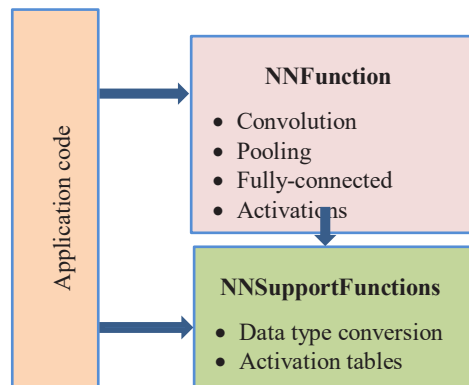 Application code
NNFunction
• Convolution
• Pooling
• Fully-connected
• Activations
NNSupportFunctions
• Data type conversion
• Activation tables